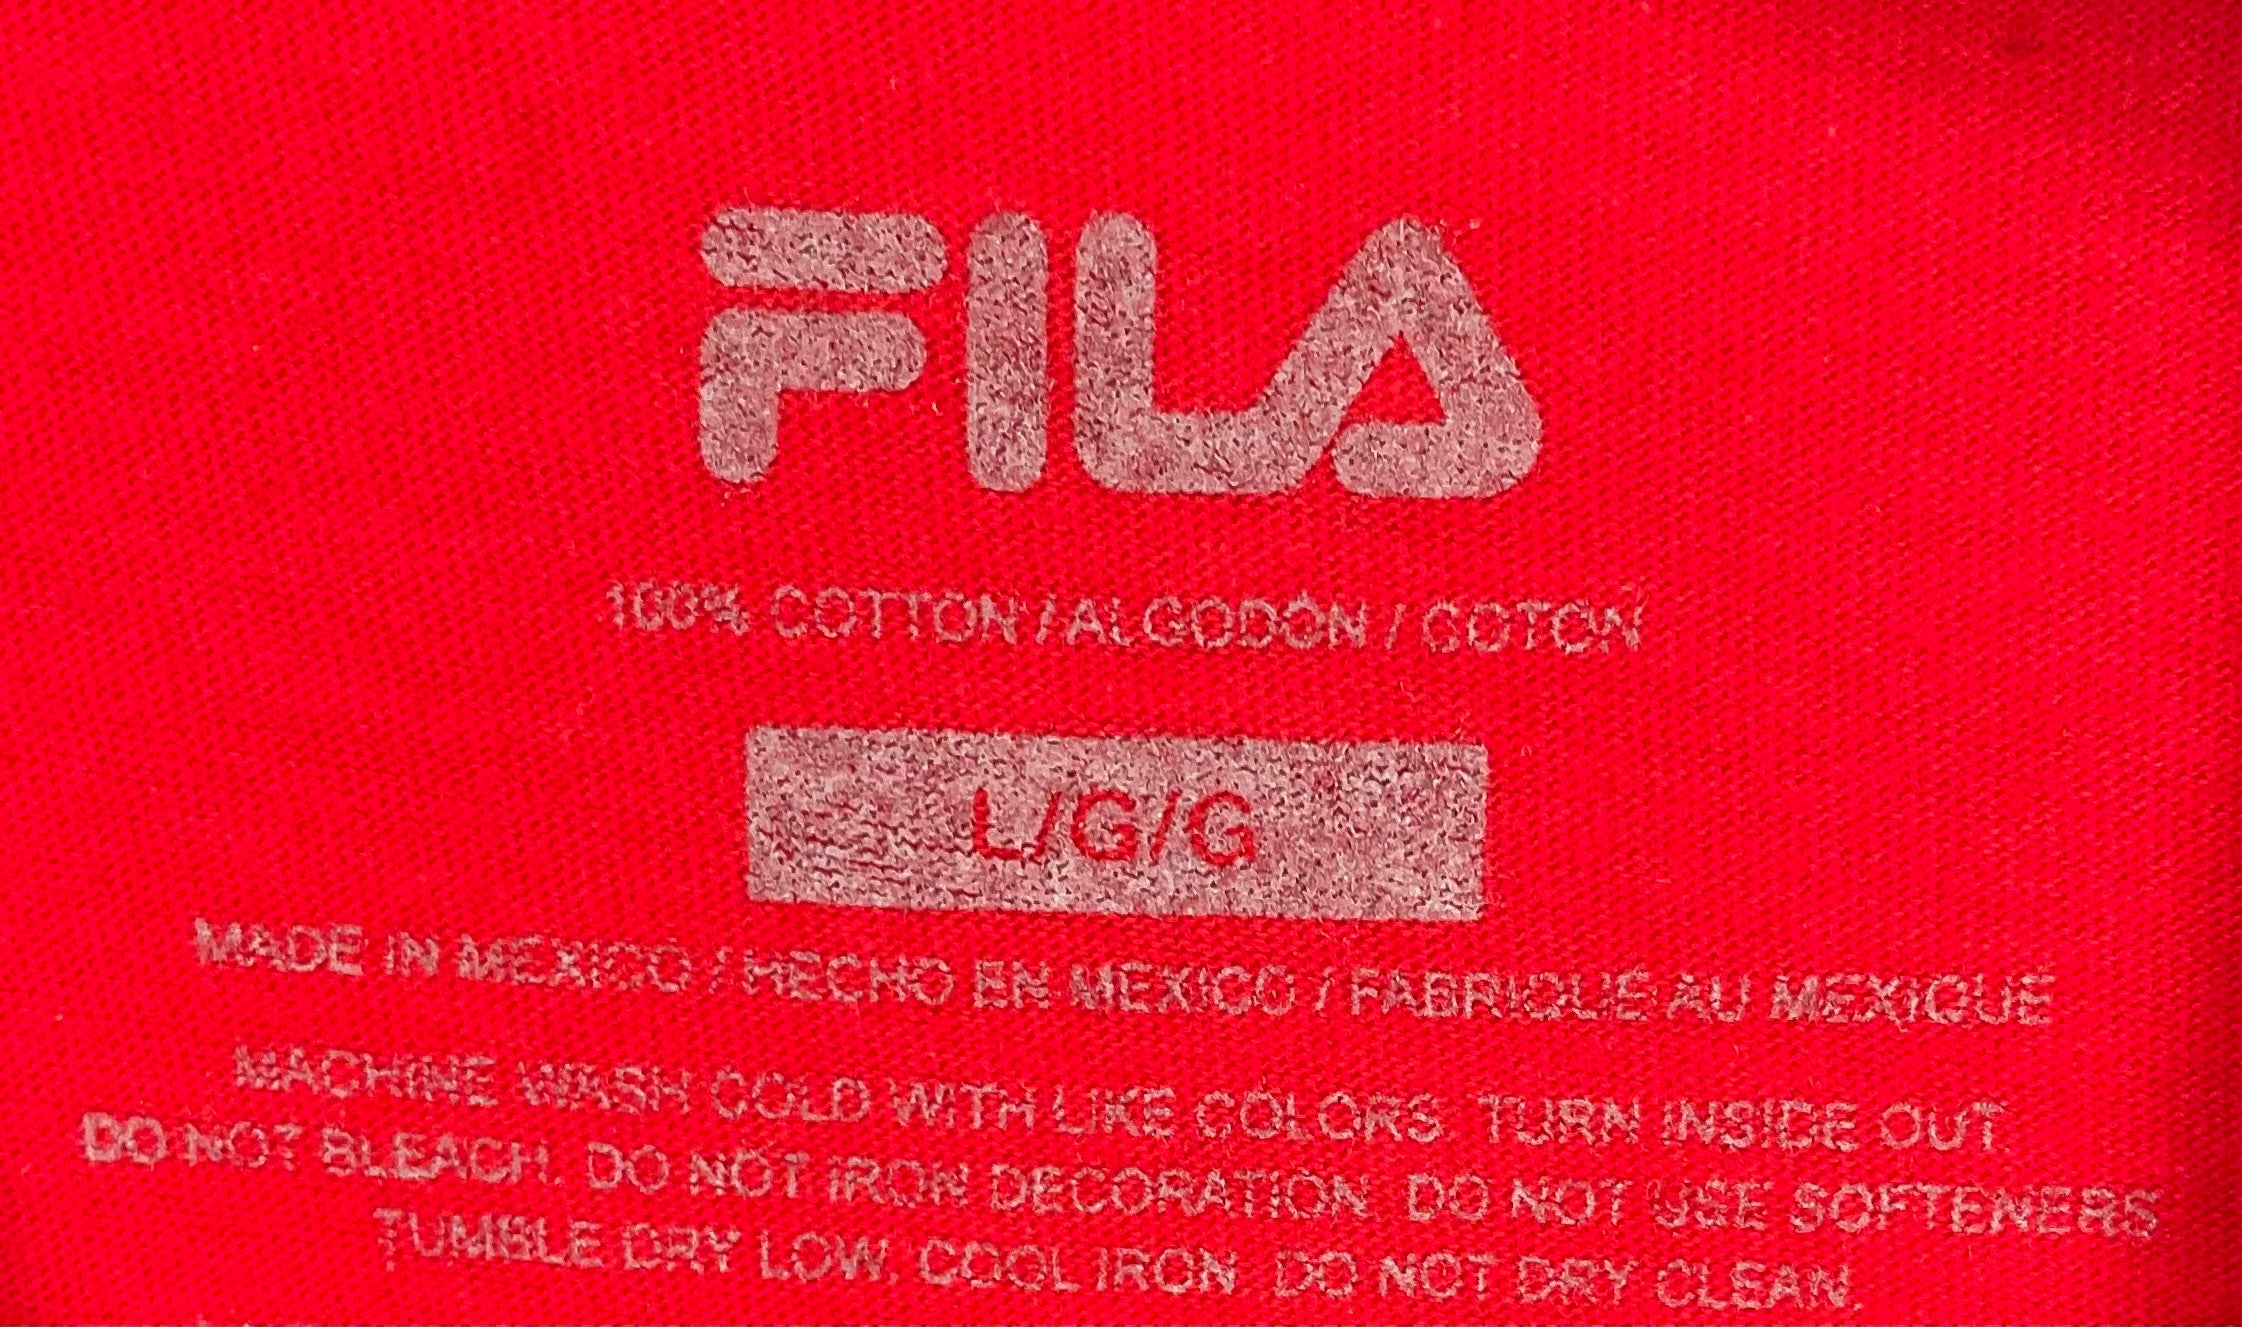 FILA
100% COTTON / ALGODÓN / COTON
L/G/G
MADE IN MEXICO / HECHO EN MEXICO / FABRIQUÉ AU MEXIQUE
MACHINE WASH COLD WITH LIKE COLORS. TURN INSIDE OUT.
DO NOT BLEACH. DO NOT IRON DECORATION. DO NOT USE SOFTENERS
TUMBLE DRY LOW. COOL IRON. DO NOT DRY CLEAN.